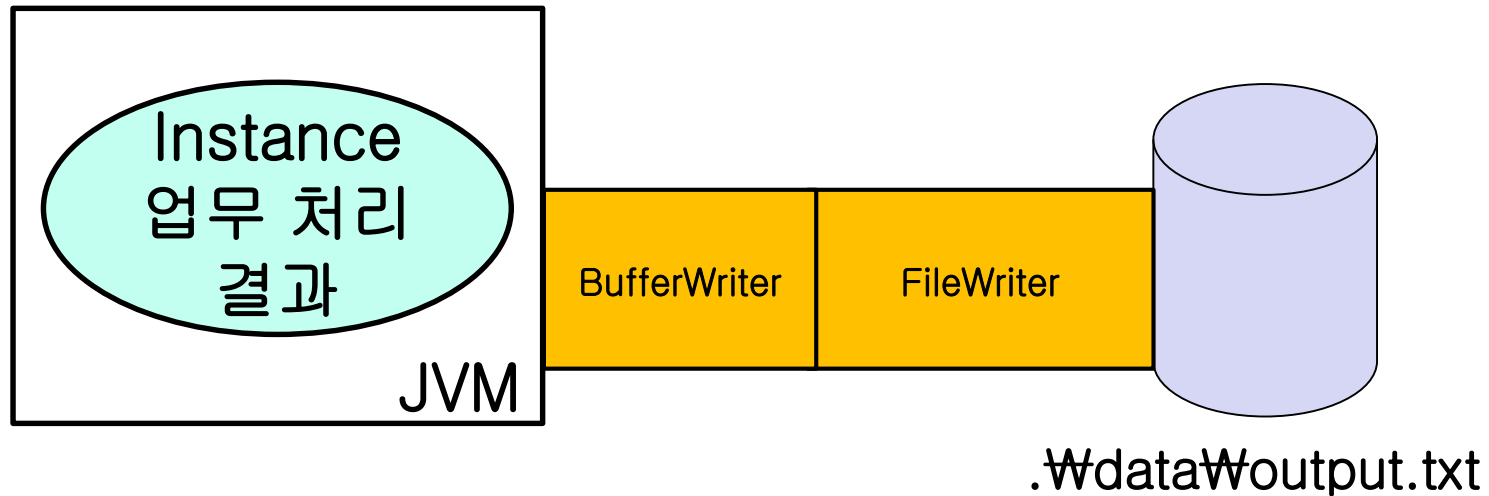 Instance
업무 처리
결과
JVM
BufferWriter
FileWriter
.₩data₩output.txt